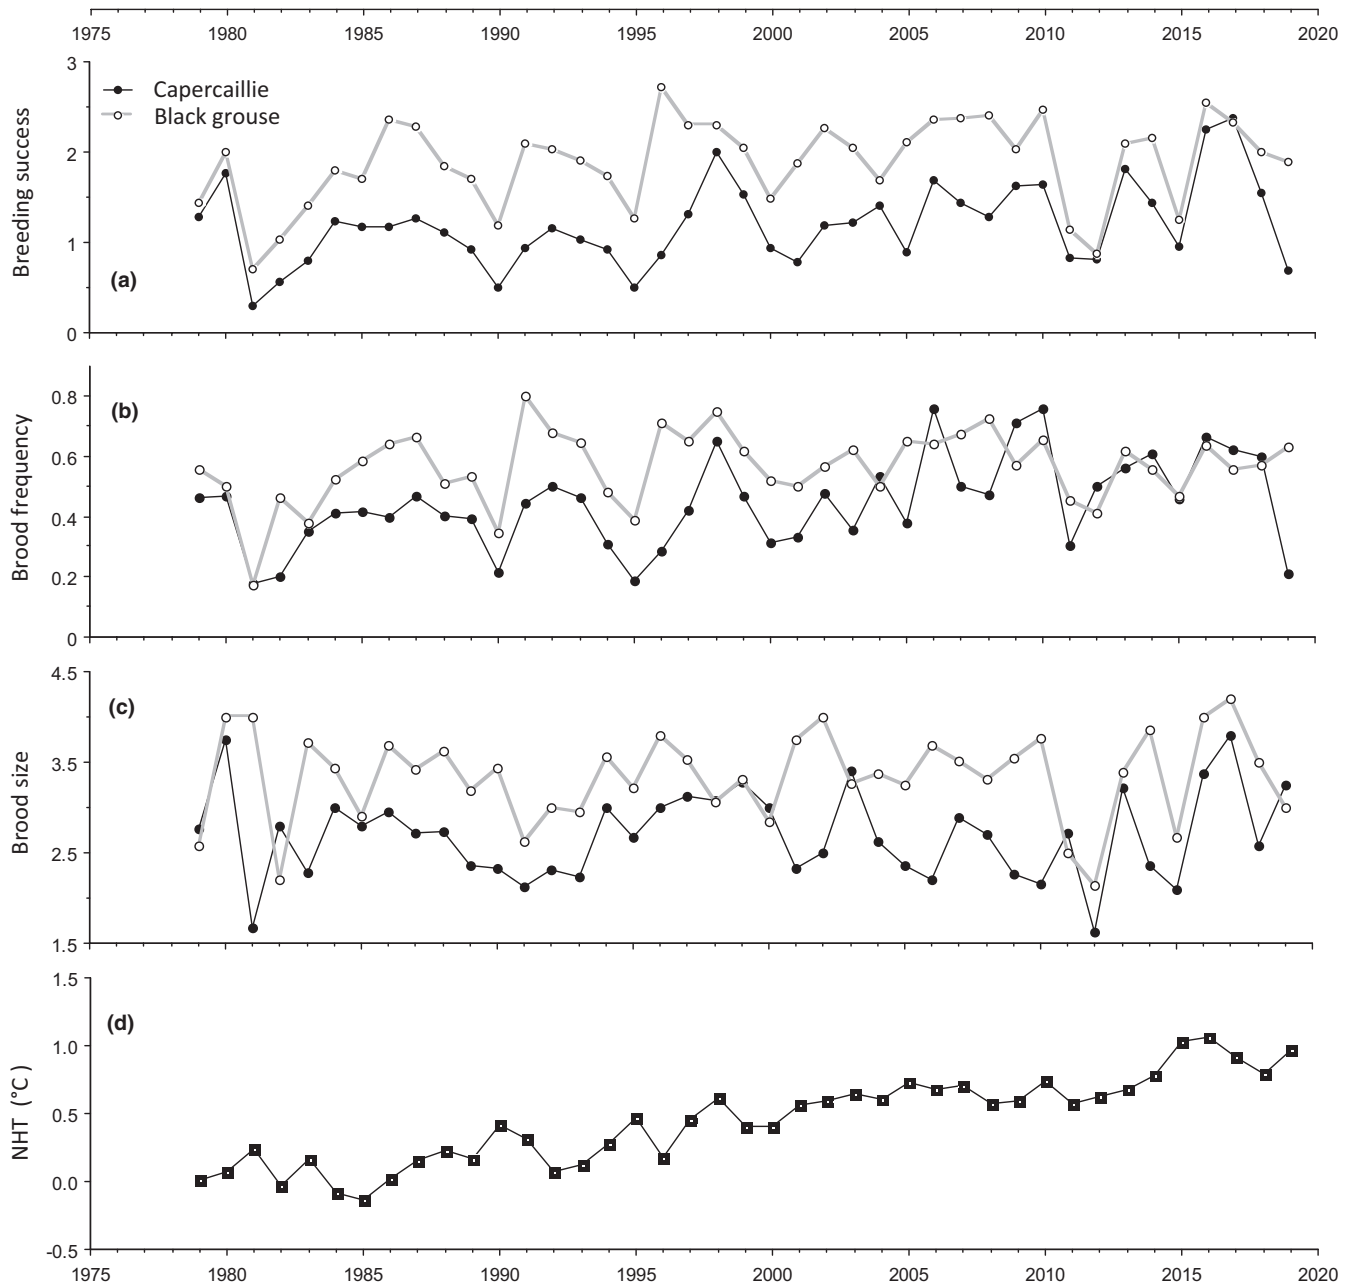 1975 1980 1985 1990 1995 2000 2005 2010 2015 2020
3
Capercaillie
Black grouse
2
Breeding success
1
(a)
0
0.8
(b)
0.6
Brood frequency
0.4
0.2
0
4.5
(c)
3.5
Brood size
2.5
1.5
1.5
(d)
1.0
NHT (°C)
0.5
0.0
-0.5
1975 1980 1985 1990 1995 2000 2005 2010 2015 2020